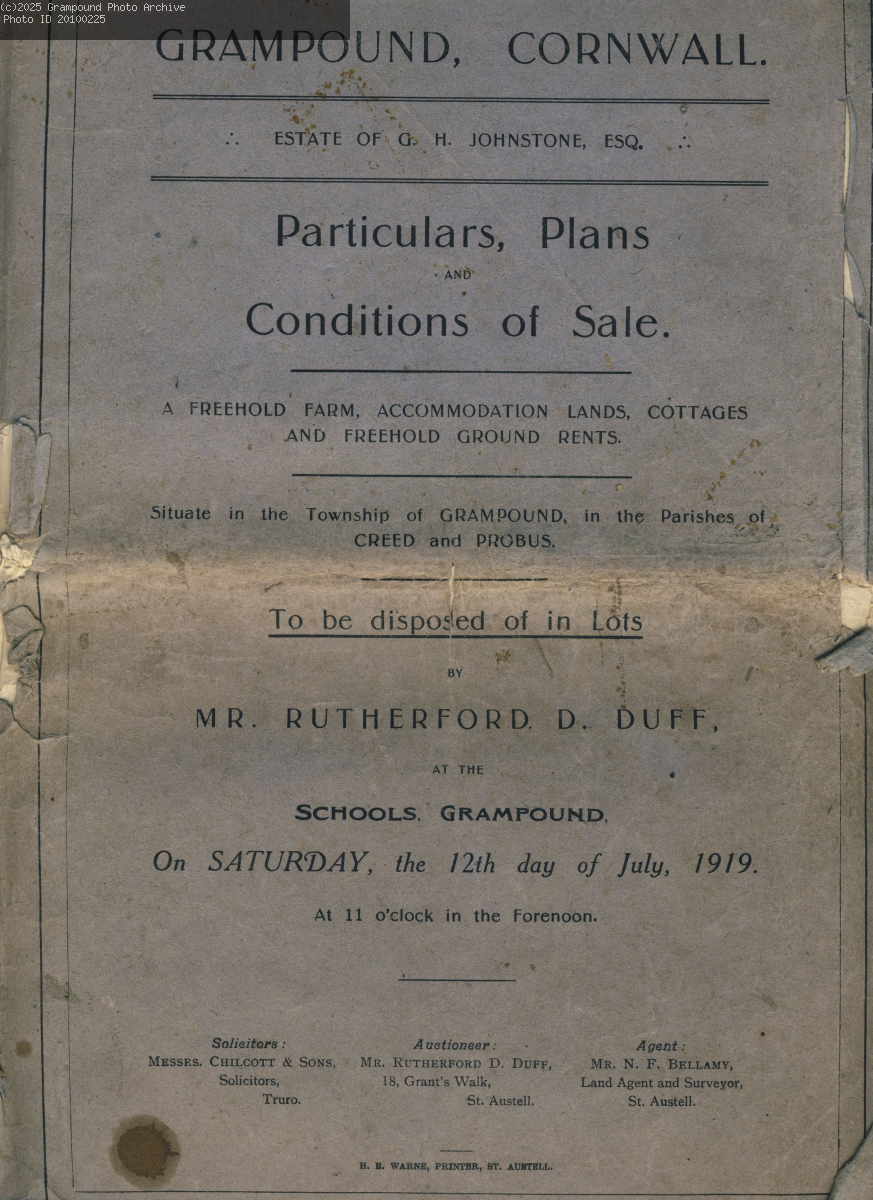 (c)2025 Grampound Photo Archive
Photo ID 20100225
GRAMPOUND, CORNWALL.
∴ ESTATE OF G. H. JOHNSTONE, ESQ. ∴
Particulars, Plans
AND
Conditions of Sale.
A FREEHOLD FARM, ACCOMMODATION LANDS, COTTAGES
AND FREEHOLD GROUND RENTS.
Situate in the Township of GRAMPOUND, in the Parishes of
CREED and PROBUS.
To be disposed of in Lots
BY
MR. RUTHERFORD D. DUFF,
AT THE
SCHOOLS, GRAMPOUND,
On SATURDAY, the 12th day of July, 1919.
At 11 o'clock in the Forenoon.
Solicitors: Auctioneer: Agent:
MESSRS. CHILCOTT & SONS, MR. RUTHERFORD D. DUFF, MR. N. F. BELLAMY,
Solicitors, 18, Grant's Walk, Land Agent and Surveyor,
Truro. St. Austell. St. Austell.
H. E. WARNE, PRINTER, ST. AUSTELL.